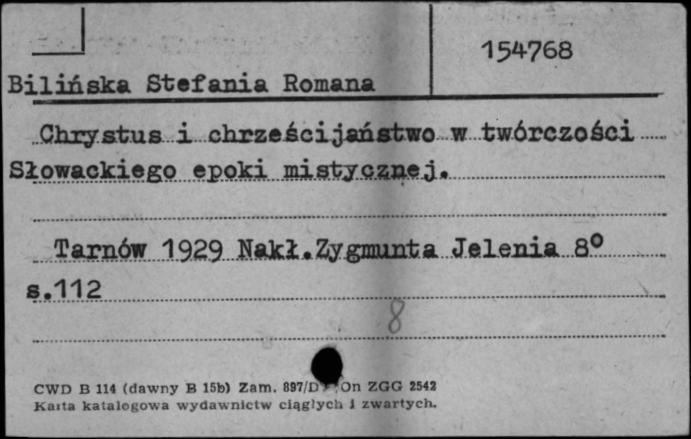 154768
Bilińska Stefania Romana
Chrystus i chrześcijaństwo w twórczości
Słowackiego epoki mistycznej.
Tarnów 1929 Nakł.Zygmunta Jelenia 8⁰
s.112
8
CWD B 114 (dawny B 15b) Zam. 897/D On ZGG 2542
Karta katalogowa wydawnictw ciągłych i zwartych.